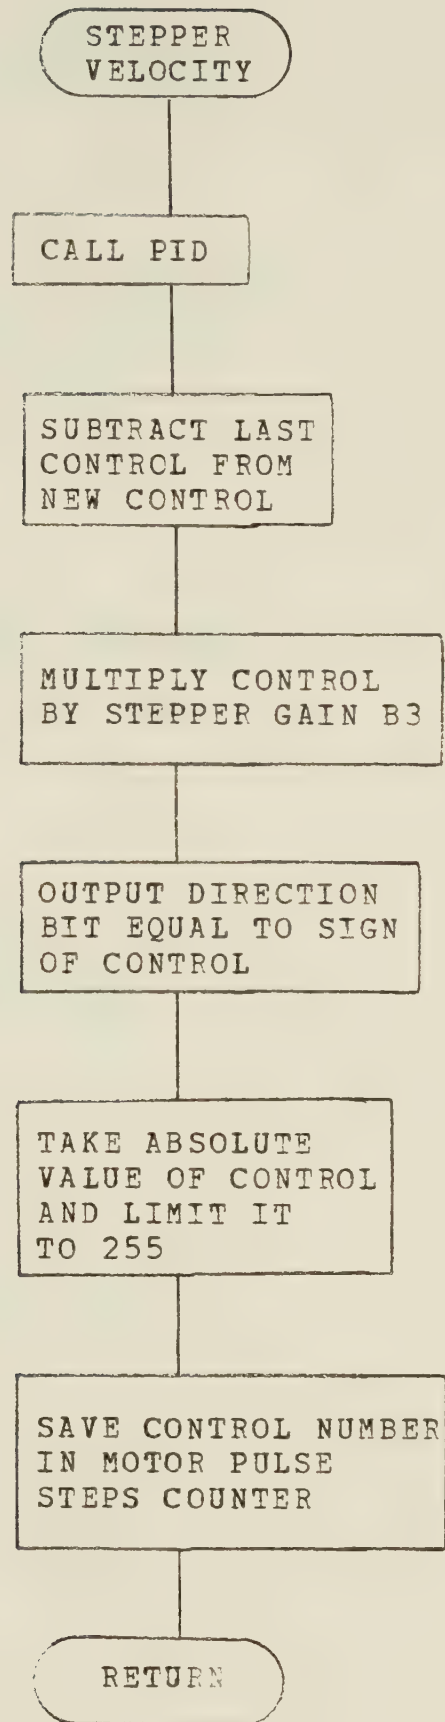 STEPPER
VELOCITY
CALL PID
SUBTRACT LAST
CONTROL FROM
NEW CONTROL
MULTIPLY CONTROL
BY STEPPER GAIN B3
OUTPUT DIRECTION
BIT EQUAL TO SIGN
OF CONTROL
TAKE ABSOLUTE
VALUE OF CONTROL
AND LIMIT IT
TO 255
SAVE CONTROL NUMBER
IN MOTOR PULSE
STEPS COUNTER
RETURN